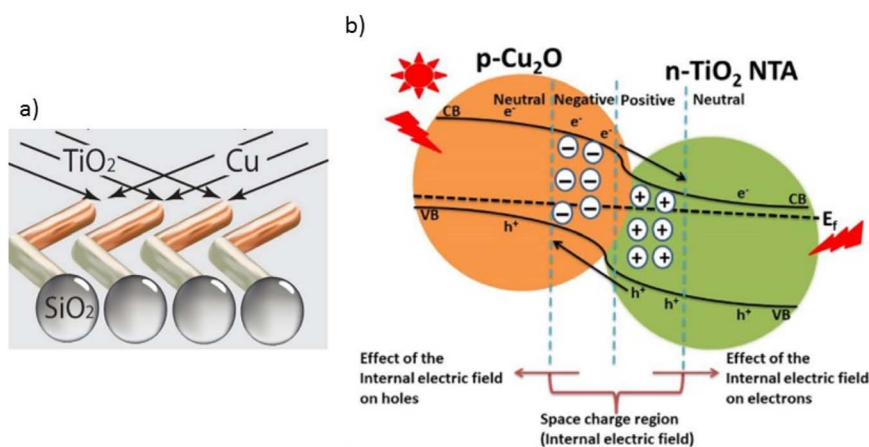 a)
TiO₂
Cu
SiO₂
b)
p-Cu₂O
n-TiO₂ NTA
Neutral
Negative
Positive
Neutral
CB
e⁻
e⁻
e⁻
e⁻
CB
E_f
VB
h⁺
h⁺
h⁺
h⁺
VB
− −
− −
− −
+ +
+ +
+ +
Effect of the
Internal electric field
on holes
Space charge region
(Internal electric field)
Effect of the
Internal electric field
on electrons